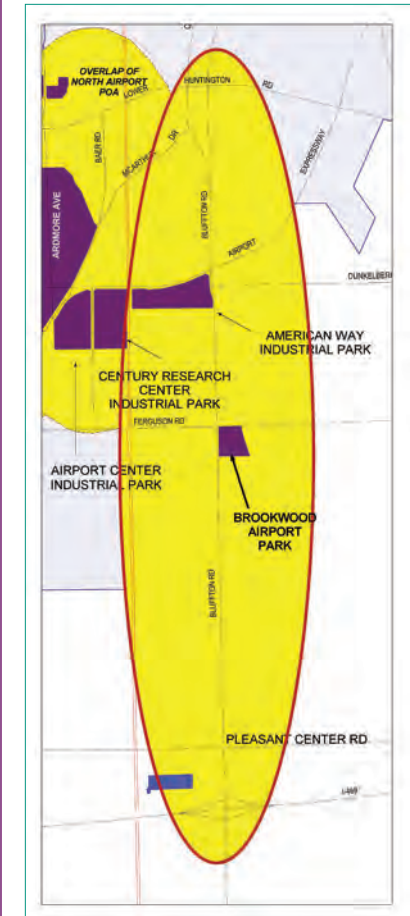 OVERLAP OF
NORTH AIRPORT
POA
LOWER HUNTINGTON RD
BAER RD
MCARTHUR DR
EXPRESSWAY
ARDMORE AVE
BLUFFTON RD
AIRPORT
AMERICAN WAY
INDUSTRIAL PARK
CENTURY RESEARCH
CENTER
INDUSTRIAL PARK
FERGUSON RD
AIRPORT CENTER
INDUSTRIAL PARK
BROOKWOOD
AIRPORT
PARK
BLUFFTON RD
PLEASANT CENTER RD
I-469